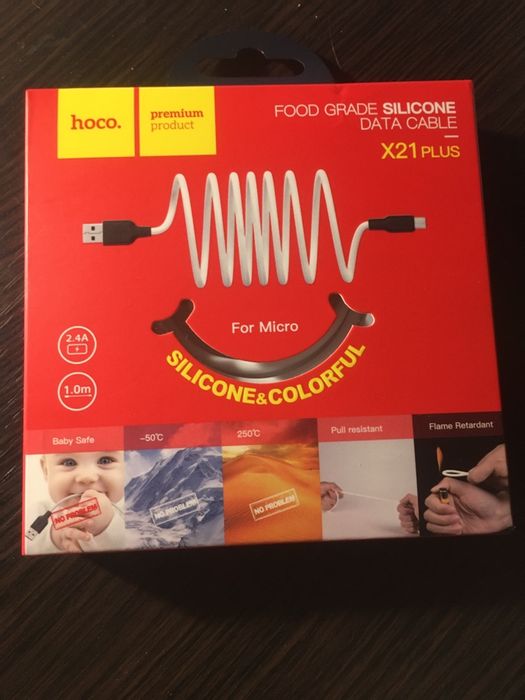 hoco.
premium
product
FOOD GRADE SILICONE
DATA CABLE
X21 PLUS
For Micro
SILICONE&COLORFUL
2.4A
1.0m
Baby Safe
-50℃
250℃
Pull resistant
Flame Retardant
NO PROBLEM
NO PROBLEM
NO PROBLEM